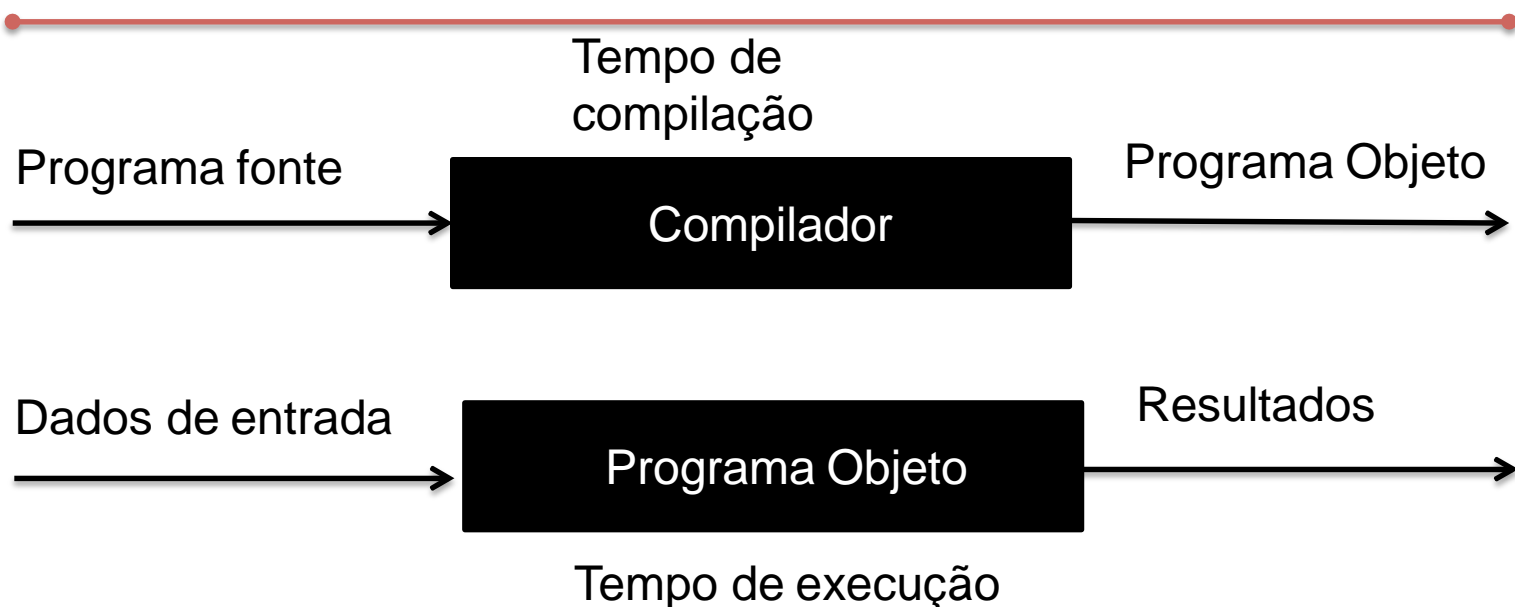 Tempo de
compilação
Programa fonte
Compilador
Programa Objeto
Dados de entrada
Programa Objeto
Resultados
Tempo de execução